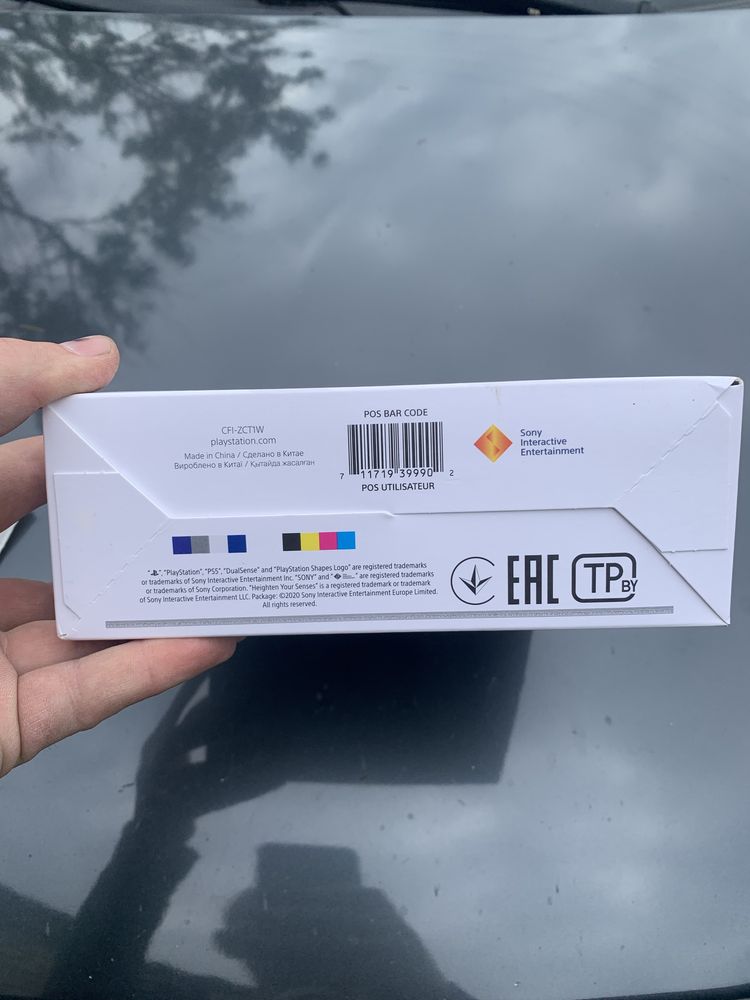 CFI-ZCT1W
playstation.com
Made in China / Сделано в Китае
Вироблено в Китаї / Қытайда жасалған
POS BAR CODE
7 11719 39990 2
POS UTILISATEUR
Sony
Interactive
Entertainment
", "PlayStation", "PS5", "DualSense" and "PlayStation Shapes Logo" are registered trademarks
or trademarks of Sony Interactive Entertainment Inc. "SONY" and " " are registered trademarks
or trademarks of Sony Corporation. "Heighten Your Senses" is a registered trademark or trademark
of Sony Interactive Entertainment LLC. Package: ©2020 Sony Interactive Entertainment Europe Limited.
All rights reserved.
EAC
TP
BY